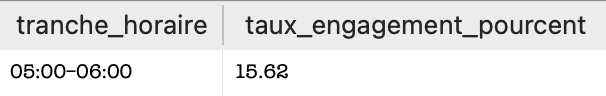 tranche_horaire taux_engagement_pourcent
05:00-06:00 15.62